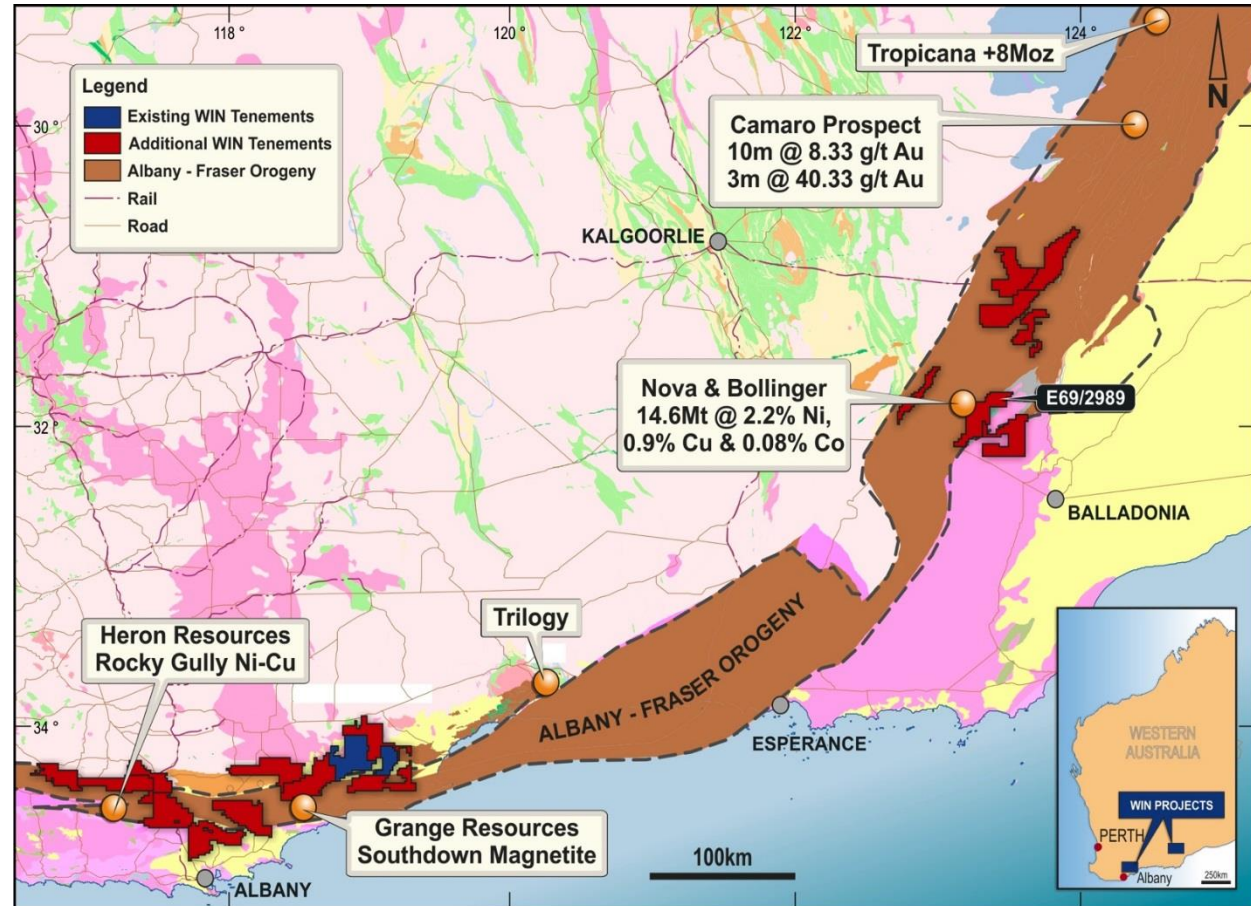 118 °
120 °
122 °
124 °
Tropicana +8Moz
N
Legend
Existing WIN Tenements
Additional WIN Tenements
Albany - Fraser Orogeny
Rail
Road
30 °
Camaro Prospect
10m @ 8.33 g/t Au
3m @ 40.33 g/t Au
KALGOORLIE
Nova & Bollinger
14.6Mt @ 2.2% Ni,
0.9% Cu & 0.08% Co
E69/2989
32 °
BALLADONIA
Trilogy
Heron Resources
Rocky Gully Ni-Cu
ALBANY - FRASER OROGENY
34 °
ESPERANCE
Grange Resources
Southdown Magnetite
100km
ALBANY
WESTERN
AUSTRALIA
WIN PROJECTS
PERTH
Albany
250km